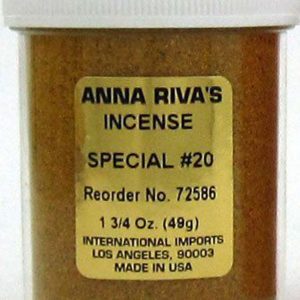 ANNA RIVA'S
INCENSE
SPECIAL #20
Reorder No. 72586
1 3/4 Oz. (49g)
INTERNATIONAL IMPORTS
LOS ANGELES, 90003
MADE IN USA